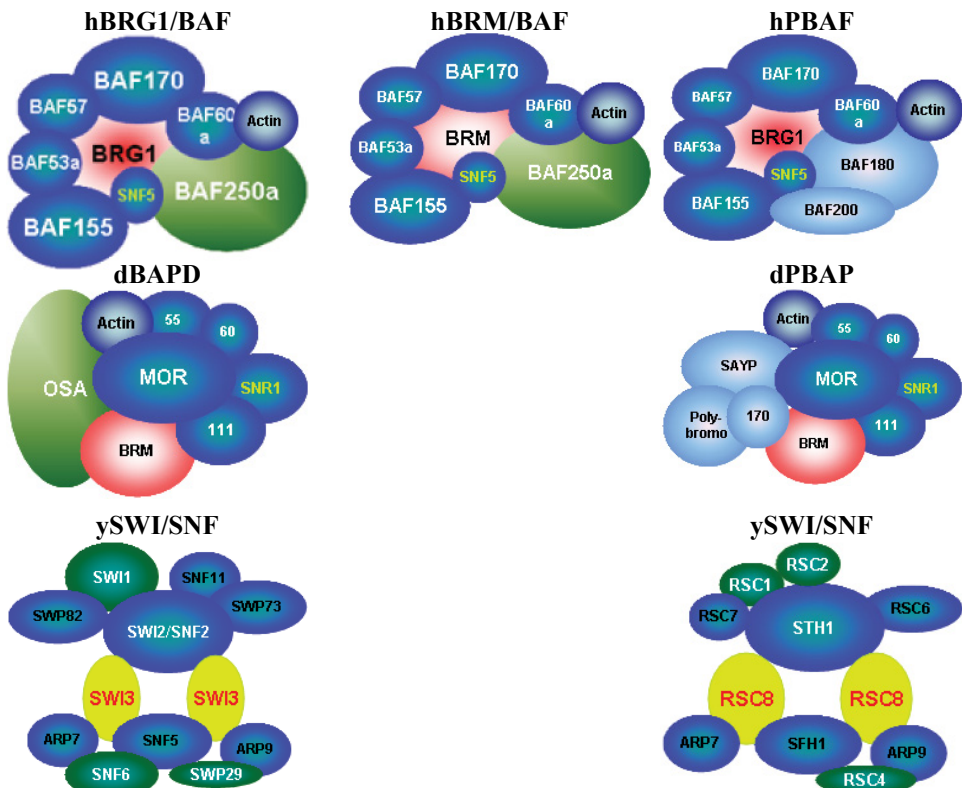 hBRG1/BAF
BAF170
BAF57
BAF60
a
Actin
BAF53a
BRG1
SNF5
BAF250a
BAF155
hBRM/BAF
BAF170
BAF57
BAF60
a
Actin
BAF53a
BRM
SNF5
BAF250a
BAF155
hPBAF
BAF170
BAF57
BAF60
a
Actin
BAF53a
BRG1
SNF5
BAF180
BAF155
BAF200
dBAPD
Actin
55
60
OSA
MOR
SNR1
111
BRM
dPBAP
Actin
55
60
SAYP
MOR
SNR1
Poly-
bromo
170
111
BRM
ySWI/SNF
SWI1
SNF11
SWP82
SWP73
SWI2/SNF2
SWI3
SWI3
ARP7
SNF5
ARP9
SNF6
SWP29
ySWI/SNF
RSC2
RSC1
RSC7
RSC6
STH1
RSC8
RSC8
ARP7
SFH1
ARP9
RSC4